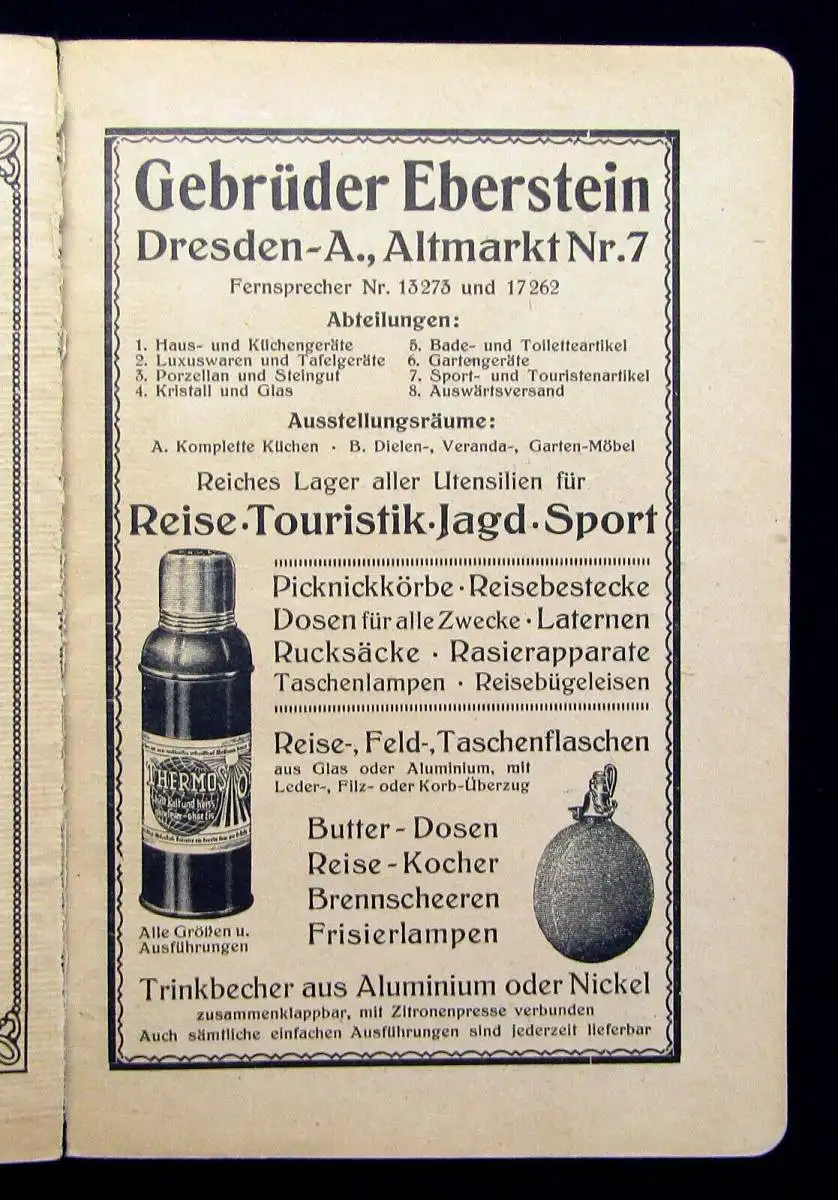 Gebrüder Eberstein
Dresden-A., Altmarkt Nr. 7
Fernsprecher Nr. 13273 und 17262
Abteilungen:
1. Haus- und Küchengeräte
2. Luxuswaren und Tafelgeräte
3. Porzellan und Steingut
4. Kristall und Glas
5. Bade- und Toiletteartikel
6. Gartengeräte
7. Sport- und Touristenartikel
8. Auswärtsversand
Ausstellungsräume:
A. Komplette Küchen · B. Dielen-, Veranda-, Garten-Möbel
Reiches Lager aller Utensilien für
Reise · Touristik · Jagd · Sport
Picknickkörbe · Reisebestecke
Dosen für alle Zwecke · Laternen
Rucksäcke · Rasierapparate
Taschenlampen · Reisebügeleisen
Reise-, Feld-, Taschenflaschen
aus Glas oder Aluminium, mit
Leder-, Filz- oder Korb-Überzug
THERMOS
Kalt und heiss
ohne Eis
Butter-Dosen
Reise-Kocher
Brennscheeren
Frisierlampen
Alle Größen u.
Ausführungen
Trinkbecher aus Aluminium oder Nickel
zusammenklappbar, mit Zitronenpresse verbunden
Auch sämtliche einfachen Ausführungen sind jederzeit lieferbar